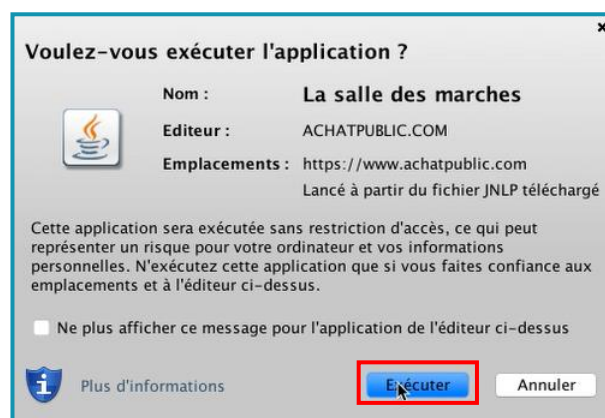 Voulez-vous exécuter l'application ?
Nom : La salle des marches
Editeur : ACHATPUBLIC.COM
Emplacements : https://www.achatpublic.com
Lancé à partir du fichier JNLP téléchargé
Cette application sera exécutée sans restriction d'accès, ce qui peut
représenter un risque pour votre ordinateur et vos informations
personnelles. N'exécutez cette application que si vous faites confiance aux
emplacements et à l'éditeur ci-dessus.
Ne plus afficher ce message pour l'application de l'éditeur ci-dessus
Plus d'informations
Exécuter
Annuler